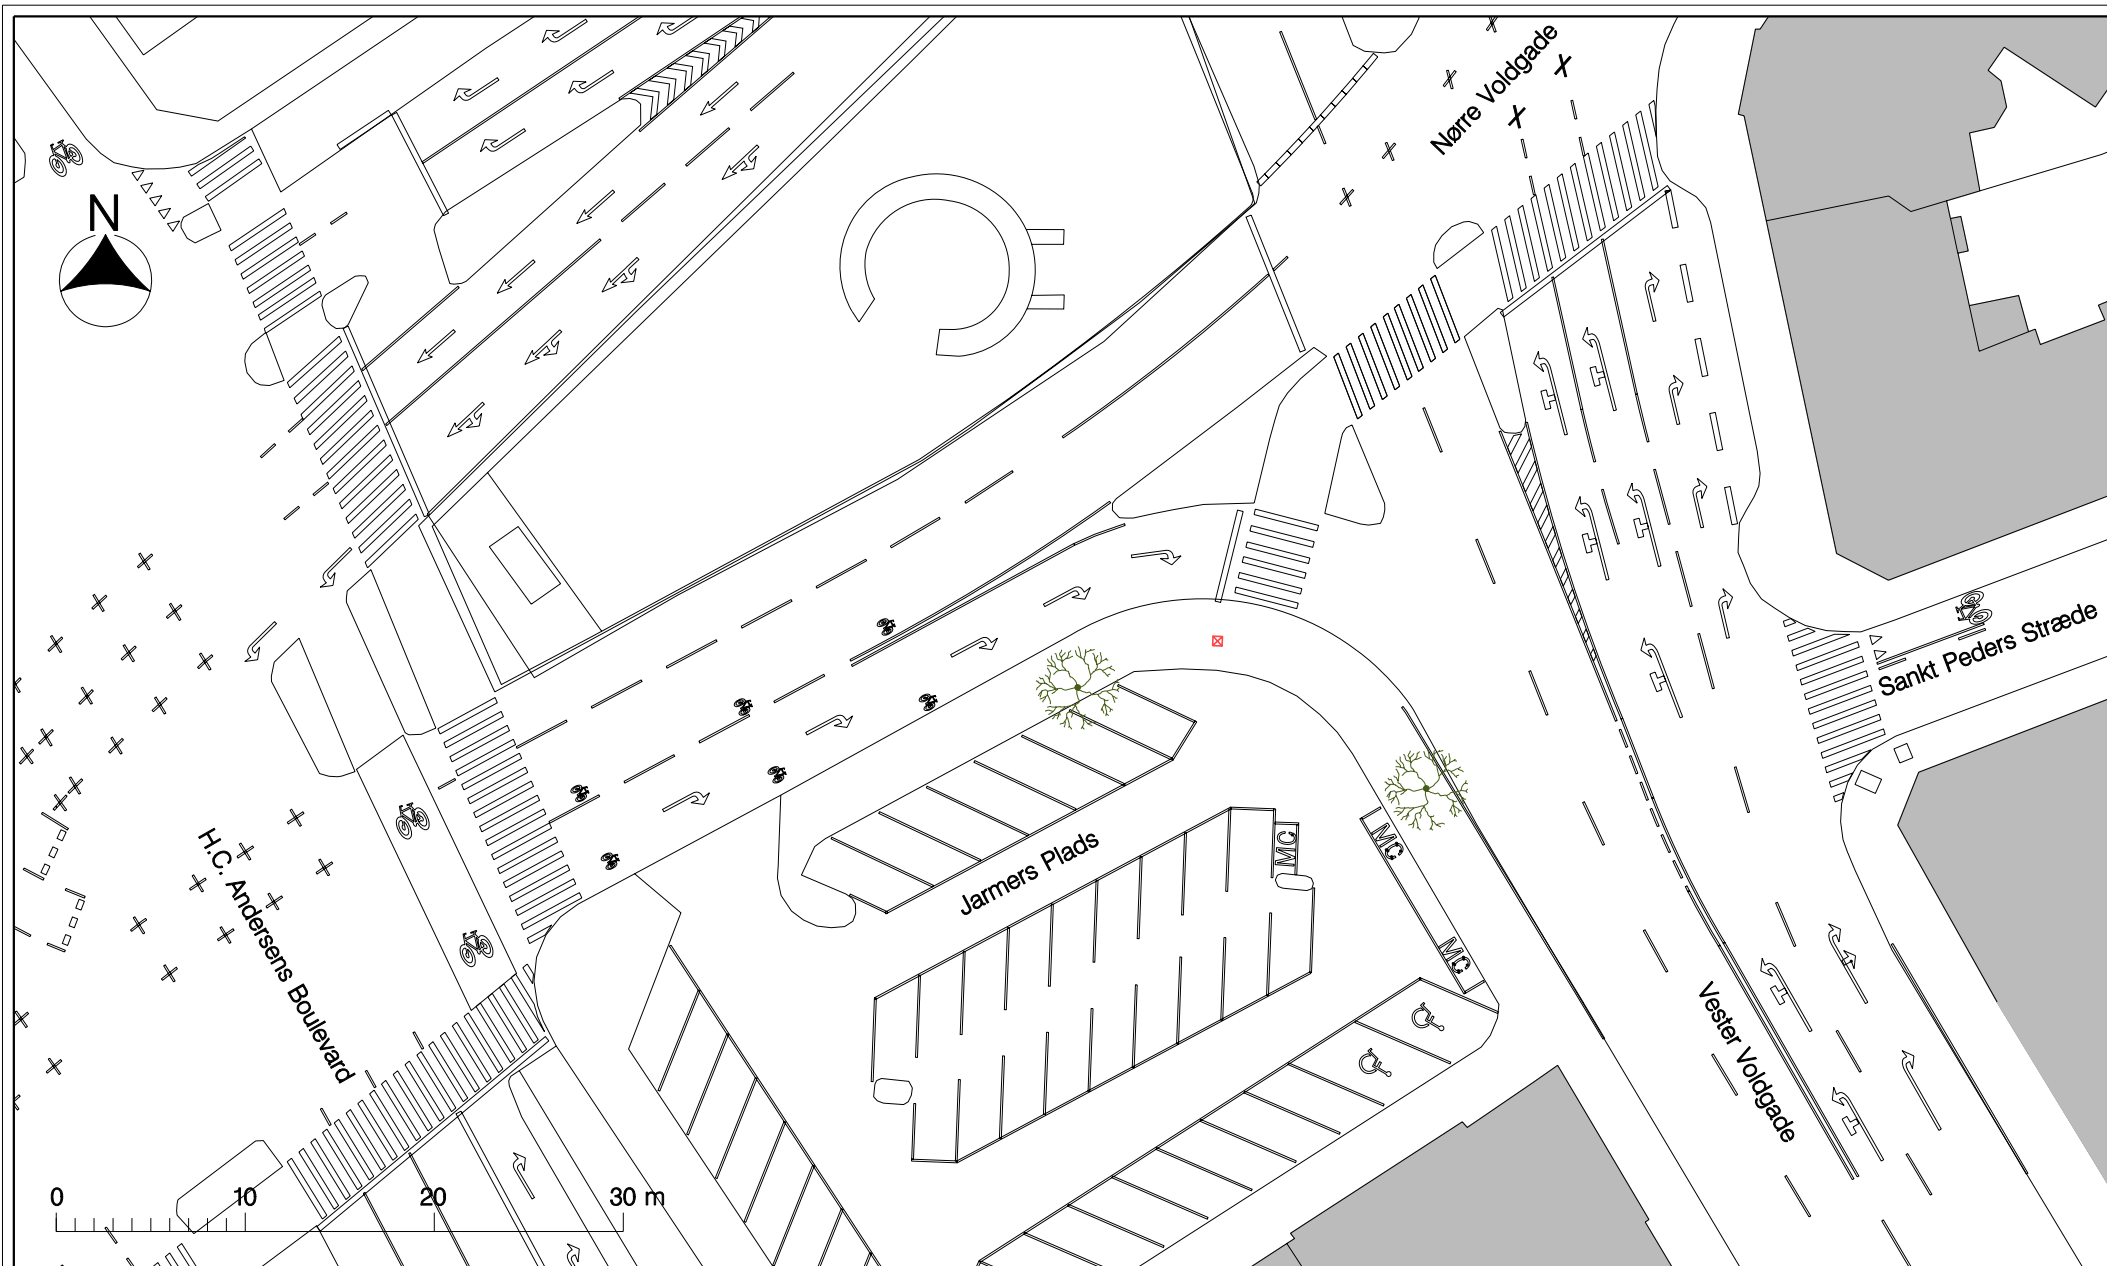 Nørre Voldgade
N
Sankt Peders Stræde
MC
MC
Jarmers Plads
H.C. Andersens Boulevard
MC
Vester Voldgade
0 10 20 30 m